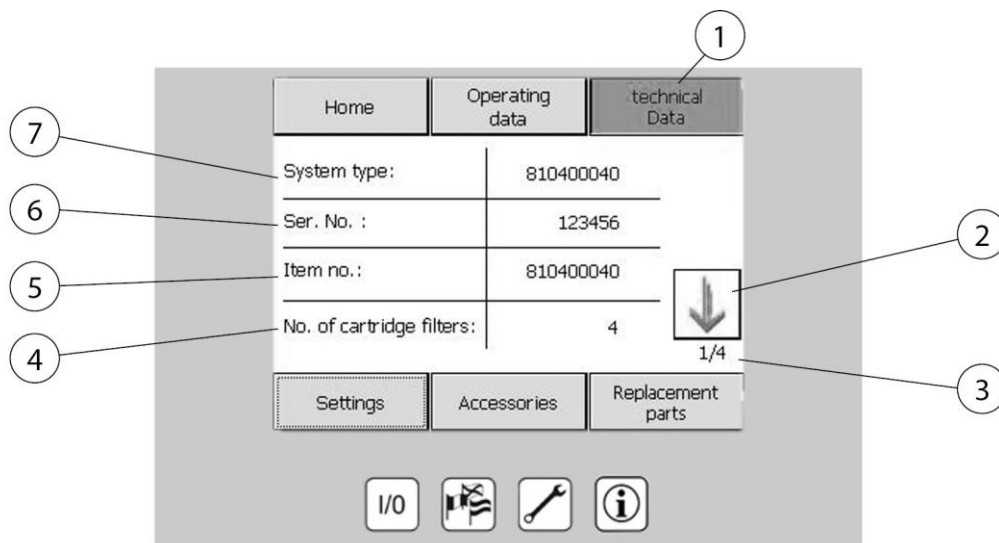 1
Home
Operating
data
technical
Data
7
System type:
810400040
6
Ser. No. :
123456
2
5
Item no.:
810400040
4
No. of cartridge filters:
4
1/4
3
Settings
Accessories
Replacement
parts
I/0